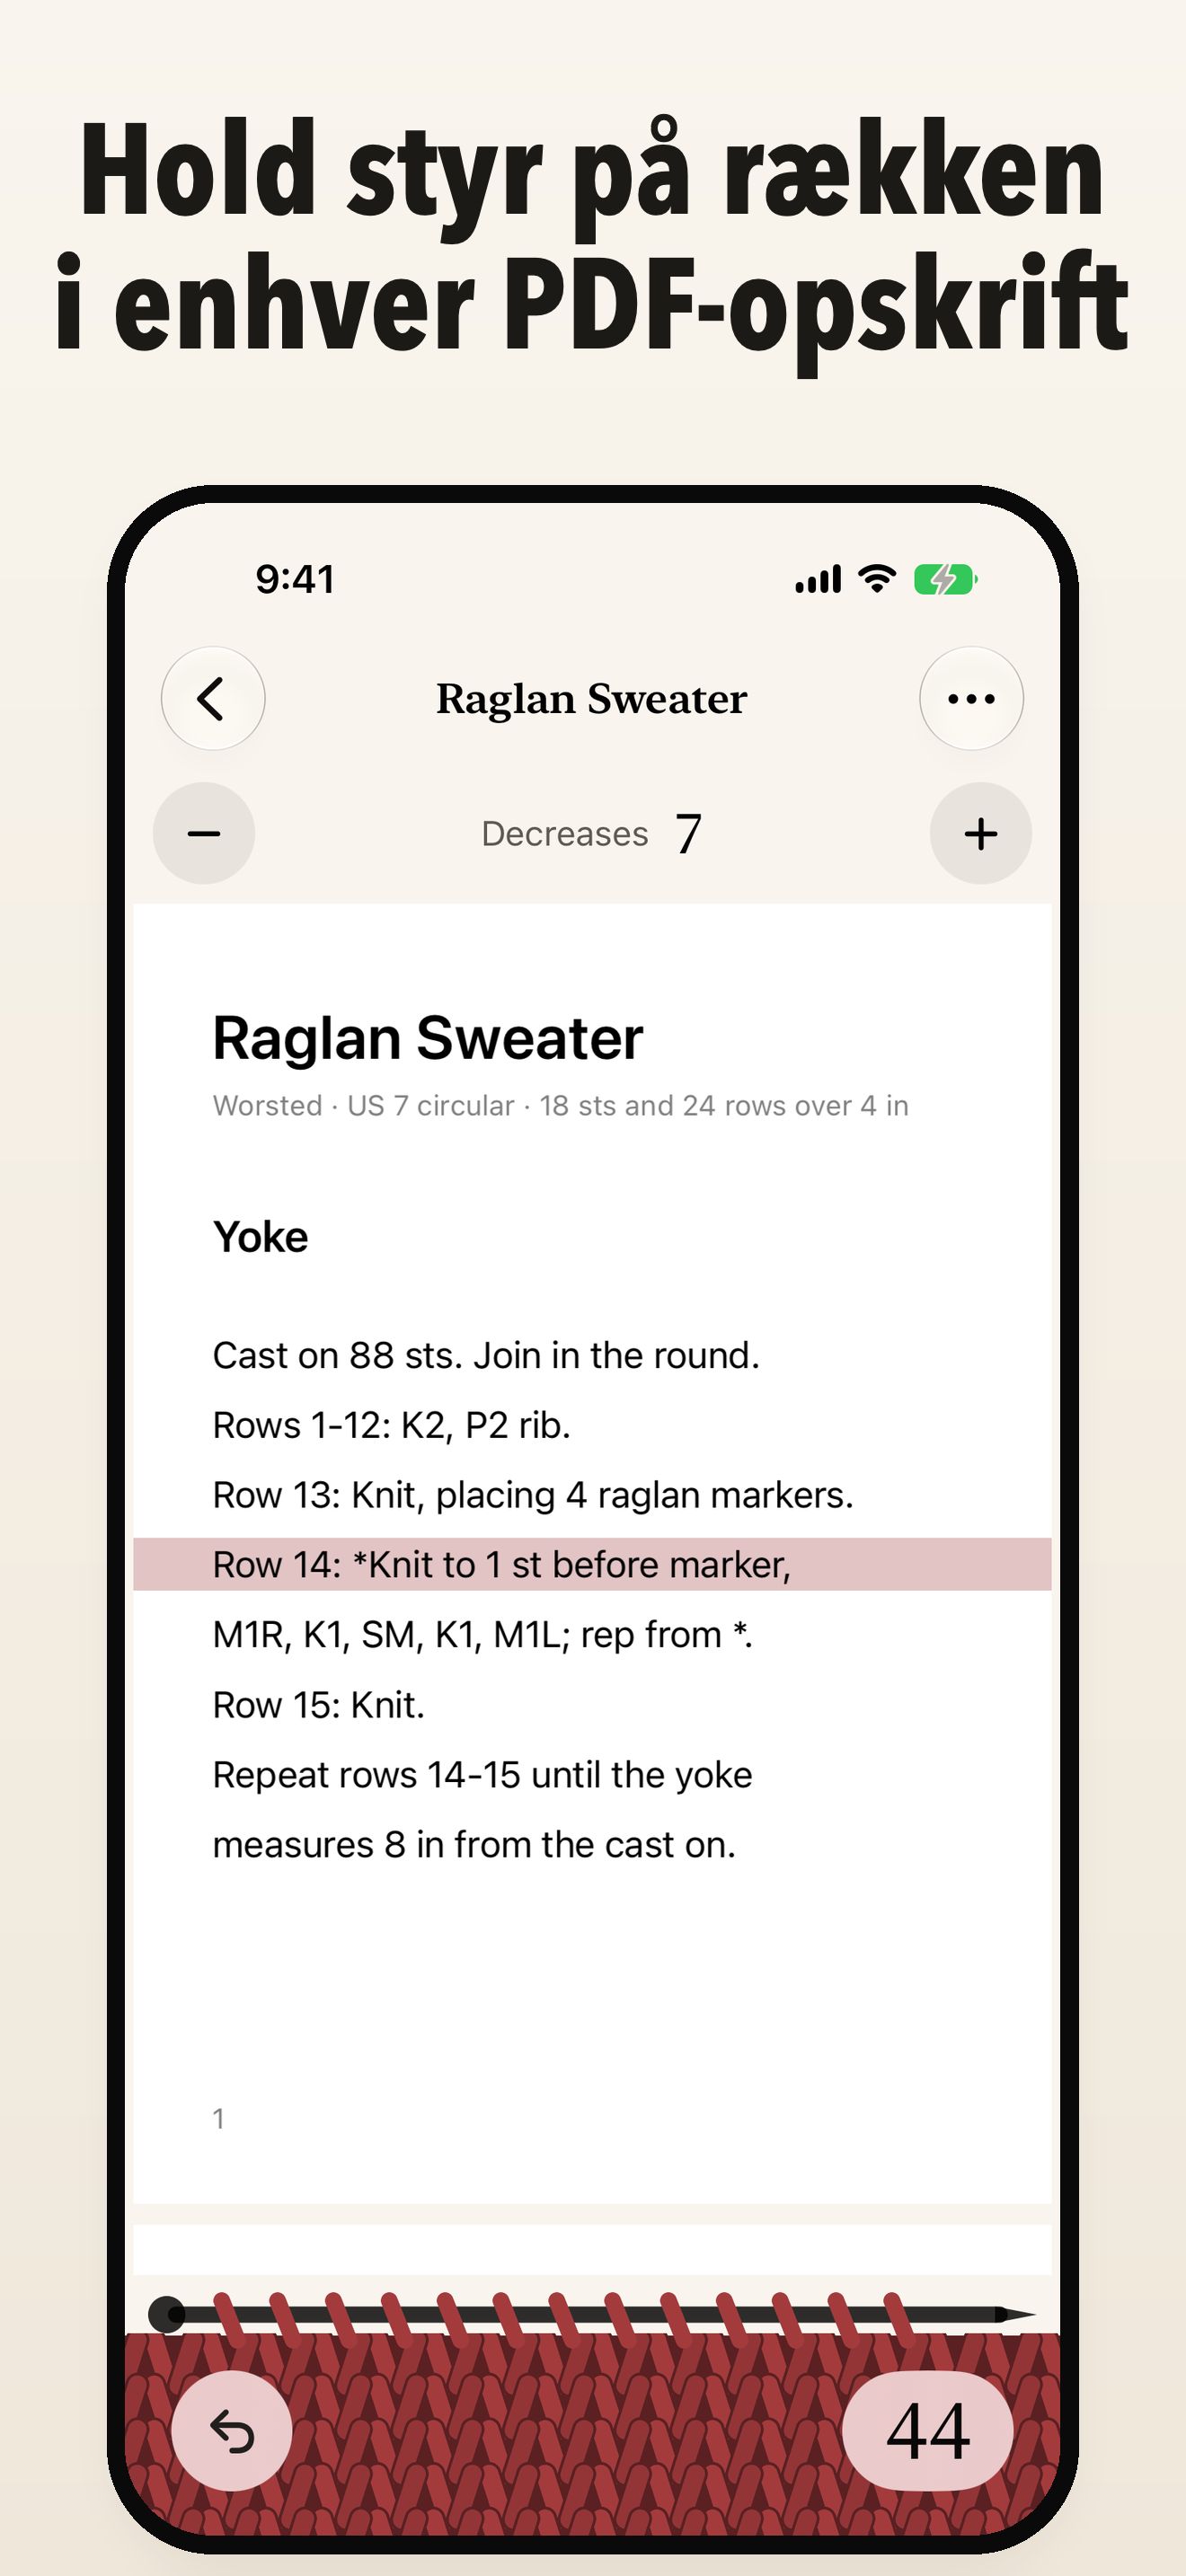 Hold styr på rækken
i enhver PDF-opskrift
9:41
Raglan Sweater
Decreases 7
Raglan Sweater
Worsted · US 7 circular · 18 sts and 24 rows over 4 in
Yoke
Cast on 88 sts. Join in the round.
Rows 1-12: K2, P2 rib.
Row 13: Knit, placing 4 raglan markers.
Row 14: *Knit to 1 st before marker,
M1R, K1, SM, K1, M1L; rep from *.
Row 15: Knit.
Repeat rows 14-15 until the yoke
measures 8 in from the cast on.
1
44